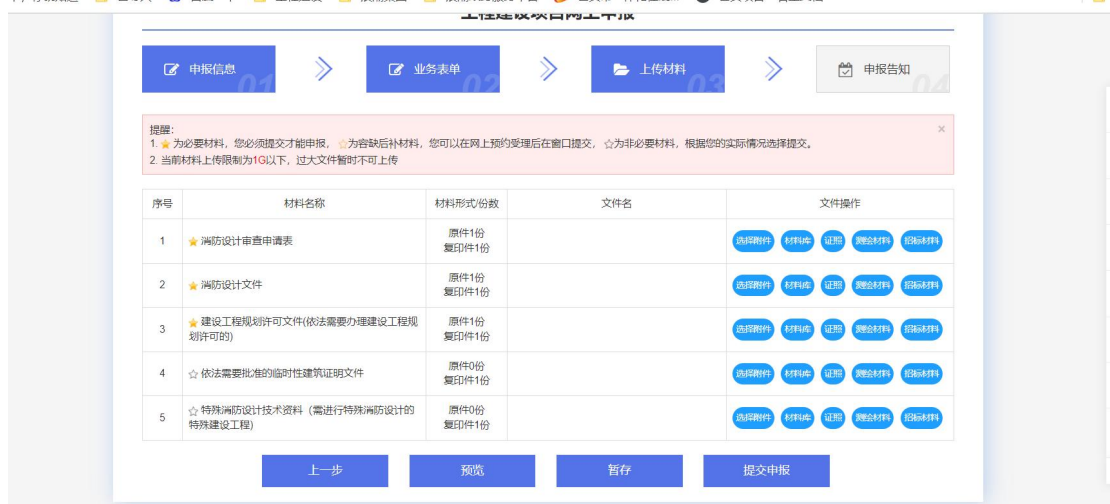 工程建设项目网上申报
申报信息 01
业务表单 02
上传材料 03
申报告知 04
提醒:
1. ★ 为必要材料，您必须提交才能申报， ☆为容缺后补材料，您可以在网上预约受理后在窗口提交， ☆为非必要材料，根据您的实际情况选择提交。
2. 当前材料上传限制为1G以下，过大文件暂时不可上传
×
序号 材料名称 材料形式/份数 文件名 文件操作
1 ★ 消防设计审查申请表 原件1份 选择附件 材料库 证照 测绘材料 招标材料
复印件1份
2 ★ 消防设计文件 原件1份 选择附件 材料库 证照 测绘材料 招标材料
复印件1份
3 ★ 建设工程规划许可文件(依法需要办理建设工程规 原件1份 选择附件 材料库 证照 测绘材料 招标材料
划许可的) 复印件1份
4 ☆ 依法需要批准的临时性建筑证明文件 原件0份 选择附件 材料库 证照 测绘材料 招标材料
复印件1份
5 ☆ 特殊消防设计技术资料（需进行特殊消防设计的 原件0份 选择附件 材料库 证照 测绘材料 招标材料
特殊建设工程) 复印件1份
上一步 预览 暂存 提交申报